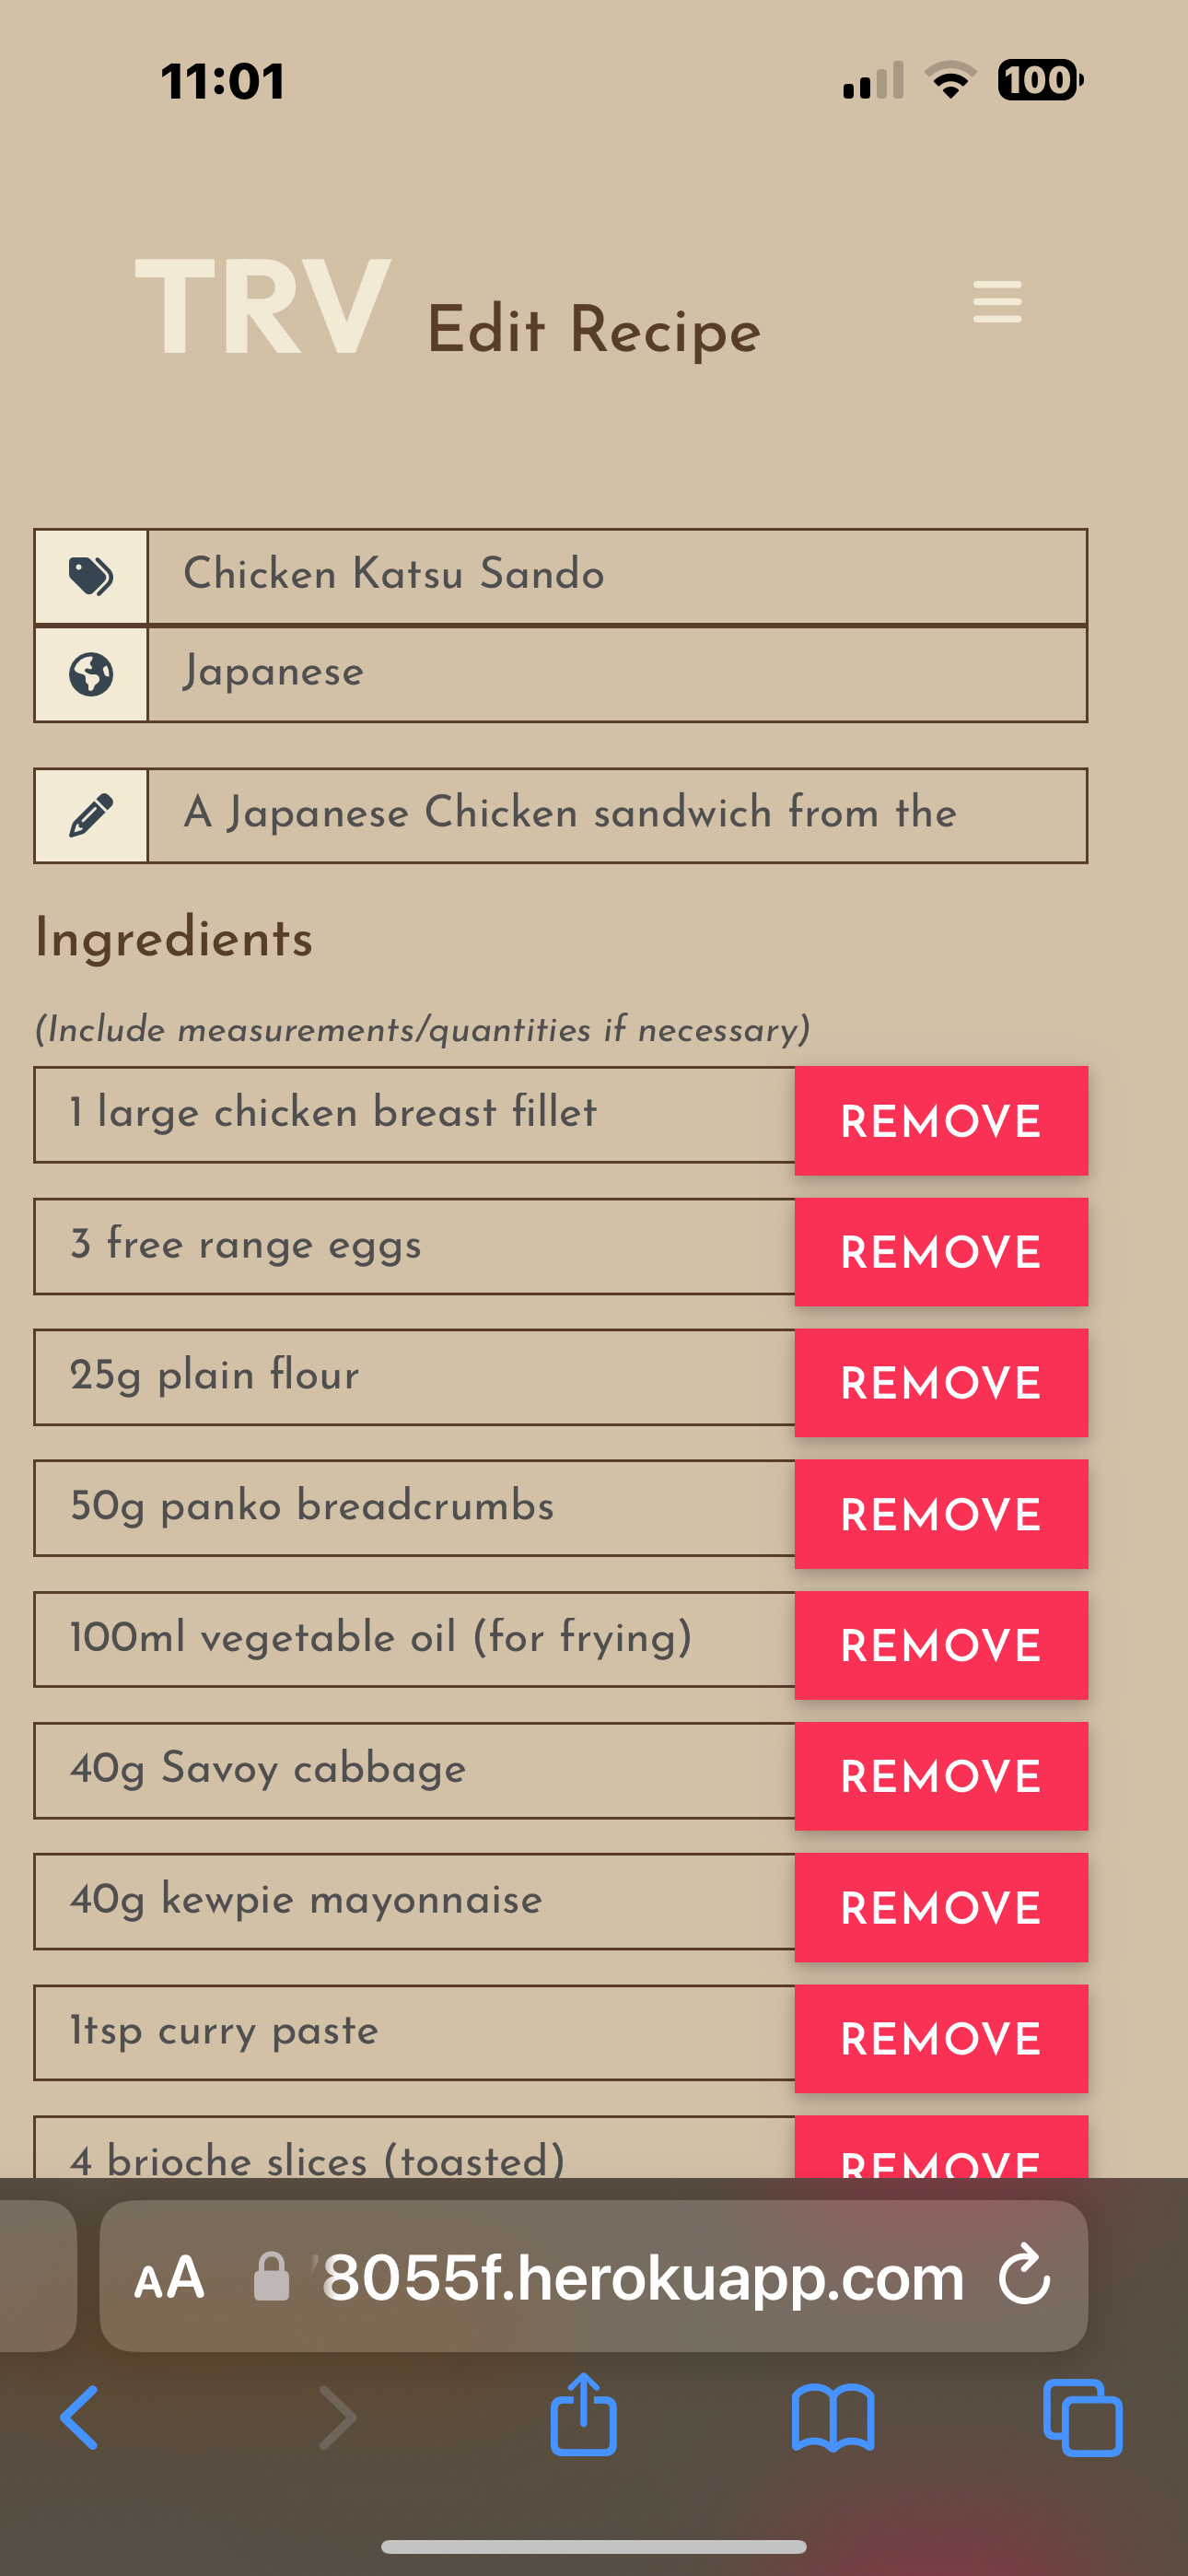 11:01
100
TRV Edit Recipe
Chicken Katsu Sando
Japanese
A Japanese Chicken sandwich from the
Ingredients
(Include measurements/quantities if necessary)
1 large chicken breast fillet REMOVE
3 free range eggs REMOVE
25g plain flour REMOVE
50g panko breadcrumbs REMOVE
100ml vegetable oil (for frying) REMOVE
40g Savoy cabbage REMOVE
40g kewpie mayonnaise REMOVE
1tsp curry paste REMOVE
4 brioche slices (toasted) REMOVE
AA 8055f.herokuapp.com